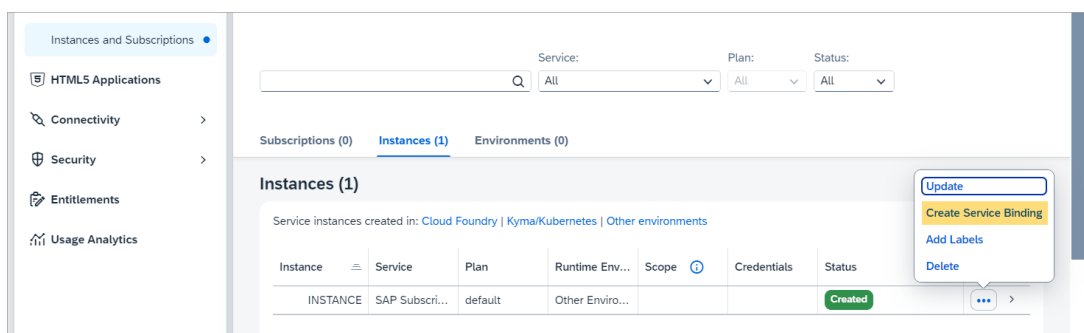 Instances and Subscriptions
HTML5 Applications
Connectivity
Security
Entitlements
Usage Analytics
Service:
Plan:
Status:
All
All
All
Subscriptions (0)
Instances (1)
Environments (0)
Instances (1)
Service instances created in: Cloud Foundry | Kyma/Kubernetes | Other environments
Update
Create Service Binding
Add Labels
Delete
Instance Service Plan Runtime Env... Scope Credentials Status
INSTANCE SAP Subscri... default Other Enviro... Created